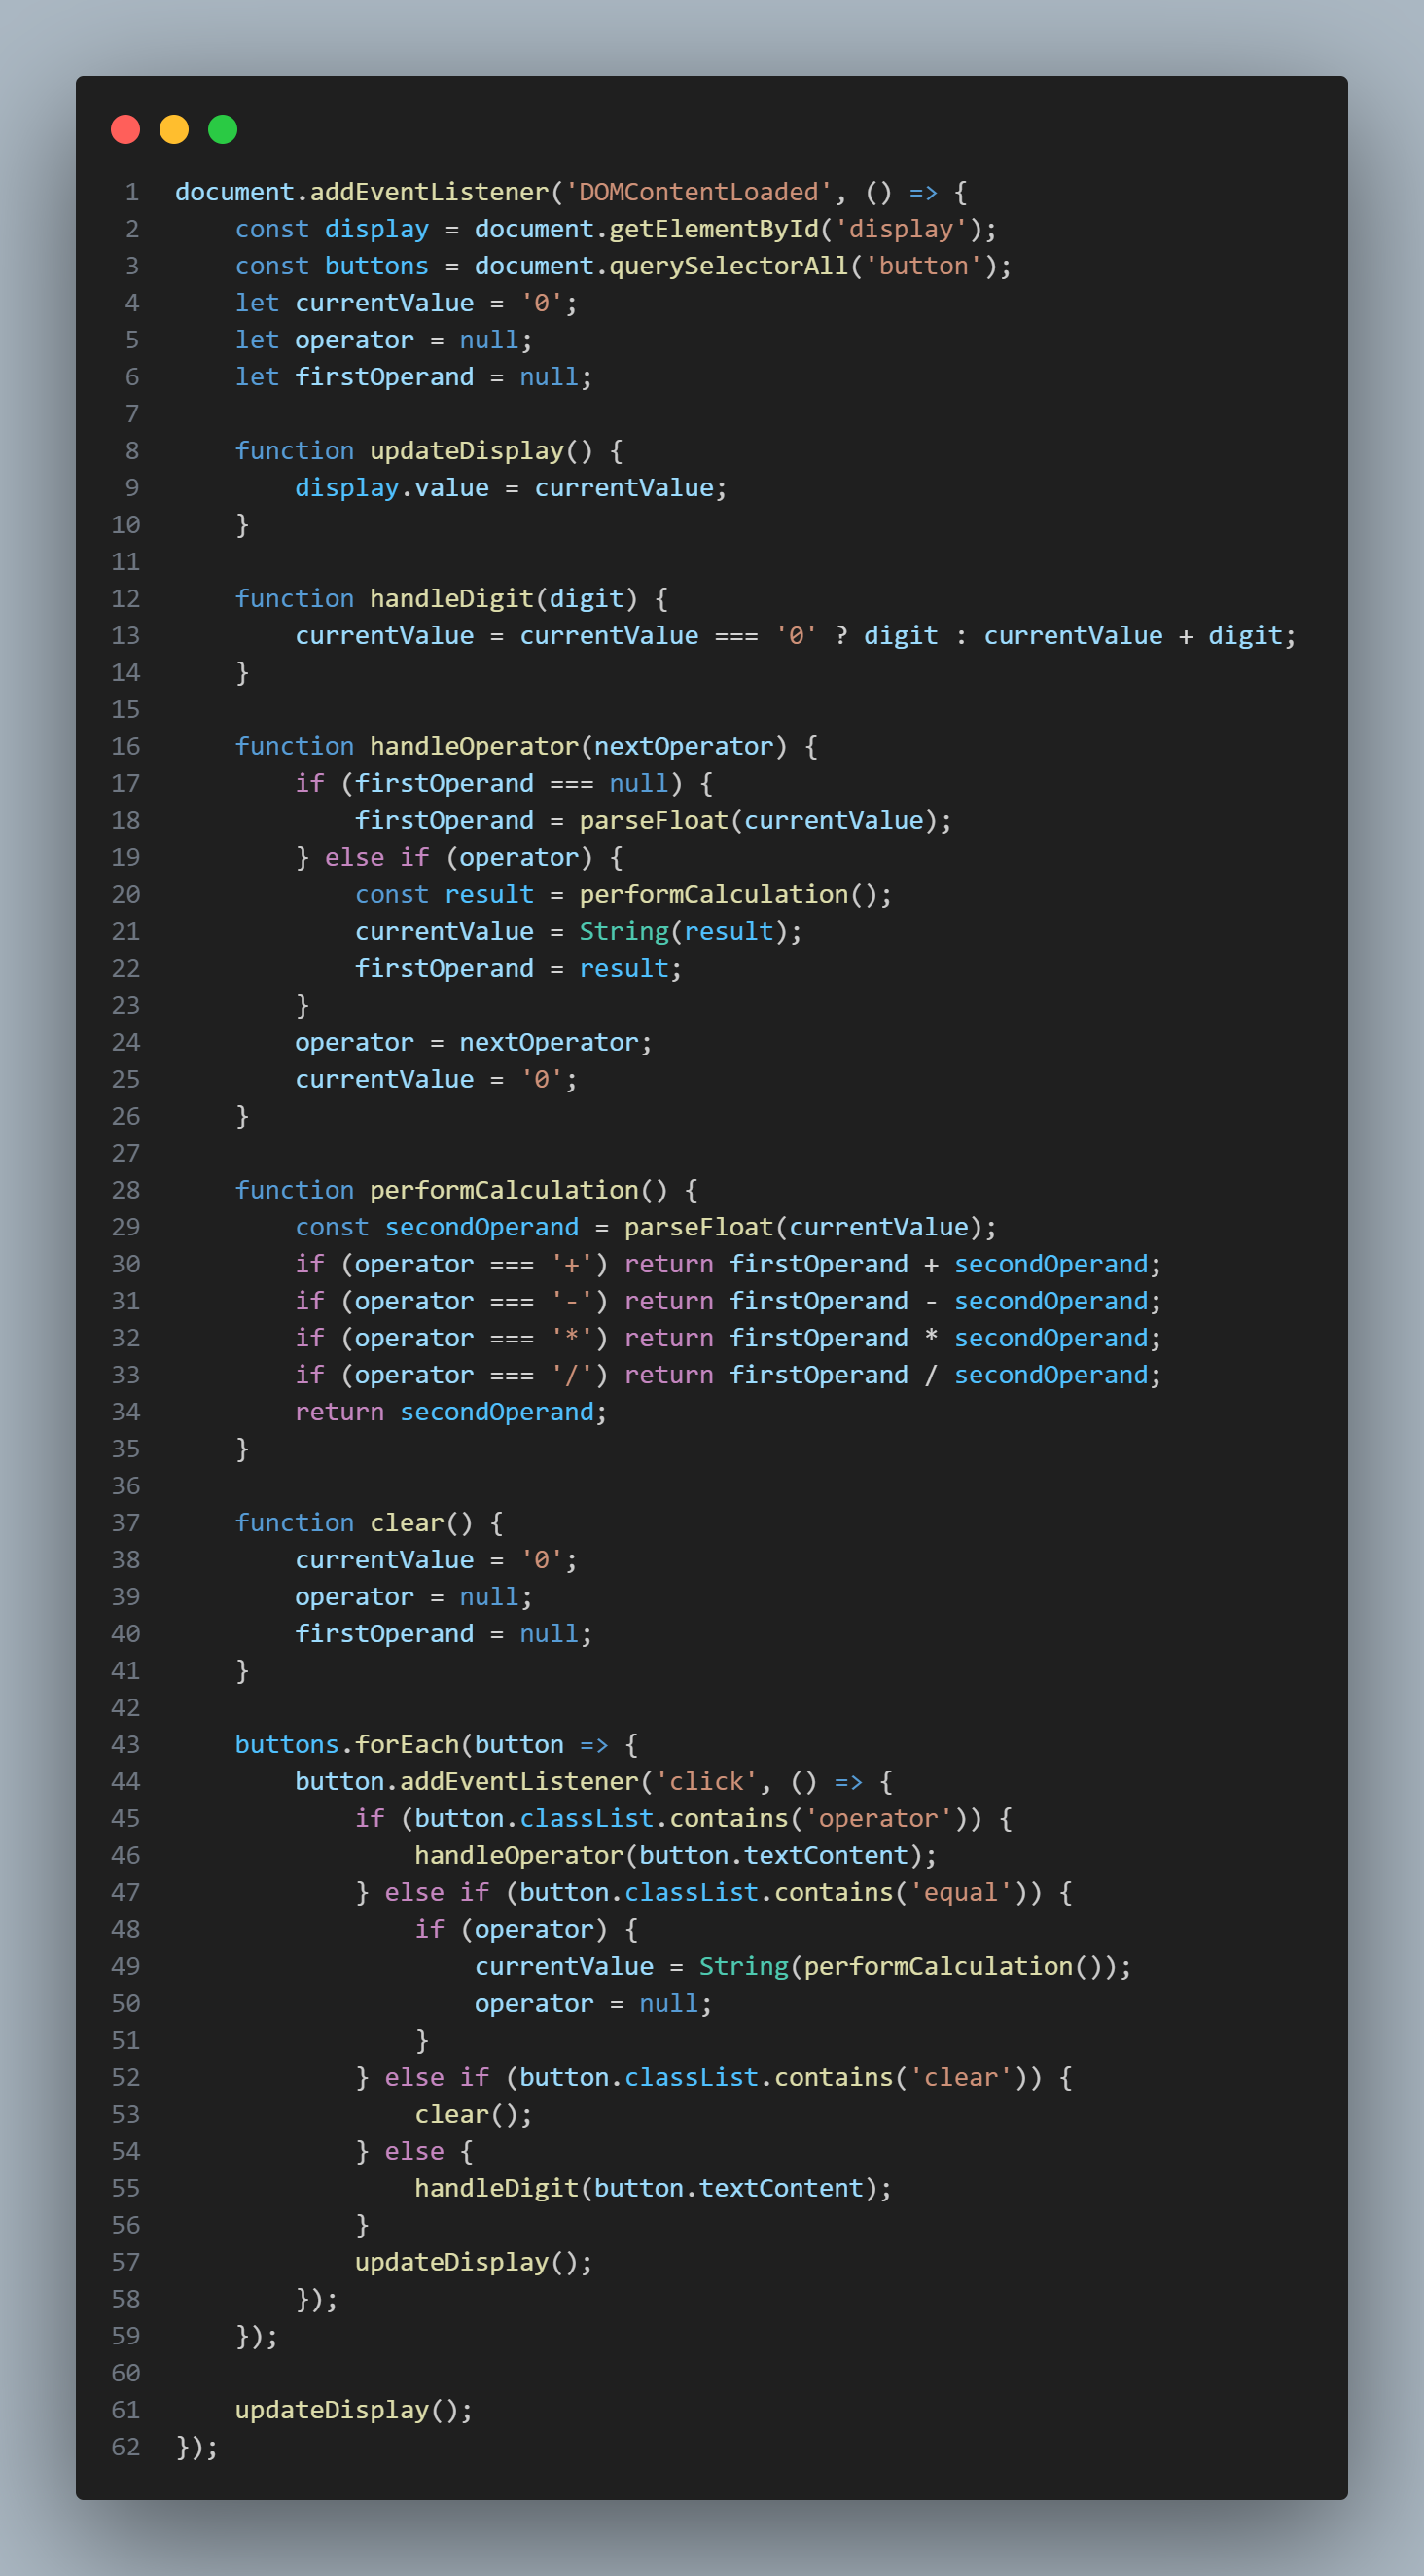 1 document.addEventListener('DOMContentLoaded', () => {
2     const display = document.getElementById('display');
3     const buttons = document.querySelectorAll('button');
4     let currentValue = '0';
5     let operator = null;
6     let firstOperand = null;
7
8     function updateDisplay() {
9         display.value = currentValue;
10     }
11
12     function handleDigit(digit) {
13         currentValue = currentValue === '0' ? digit : currentValue + digit;
14     }
15
16     function handleOperator(nextOperator) {
17         if (firstOperand === null) {
18             firstOperand = parseFloat(currentValue);
19         } else if (operator) {
20             const result = performCalculation();
21             currentValue = String(result);
22             firstOperand = result;
23         }
24         operator = nextOperator;
25         currentValue = '0';
26     }
27
28     function performCalculation() {
29         const secondOperand = parseFloat(currentValue);
30         if (operator === '+') return firstOperand + secondOperand;
31         if (operator === '-') return firstOperand - secondOperand;
32         if (operator === '*') return firstOperand * secondOperand;
33         if (operator === '/') return firstOperand / secondOperand;
34         return secondOperand;
35     }
36
37     function clear() {
38         currentValue = '0';
39         operator = null;
40         firstOperand = null;
41     }
42
43     buttons.forEach(button => {
44         button.addEventListener('click', () => {
45             if (button.classList.contains('operator')) {
46                 handleOperator(button.textContent);
47             } else if (button.classList.contains('equal')) {
48                 if (operator) {
49                     currentValue = String(performCalculation());
50                     operator = null;
51                 }
52             } else if (button.classList.contains('clear')) {
53                 clear();
54             } else {
55                 handleDigit(button.textContent);
56             }
57             updateDisplay();
58         });
59     });
60
61     updateDisplay();
62 });